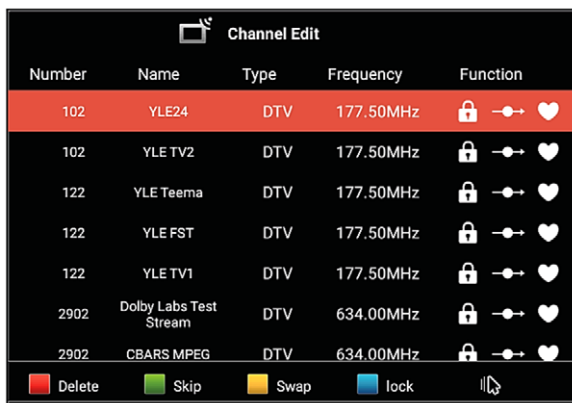 Channel Edit
Number Name Type Frequency Function
102 YLE24 DTV 177.50MHz
102 YLE TV2 DTV 177.50MHz
122 YLE Teema DTV 177.50MHz
122 YLE FST DTV 177.50MHz
122 YLE TV1 DTV 177.50MHz
2902 Dolby Labs Test Stream DTV 634.00MHz
2902 CBARS MPEG DTV 634.00MHz
Delete Skip Swap lock